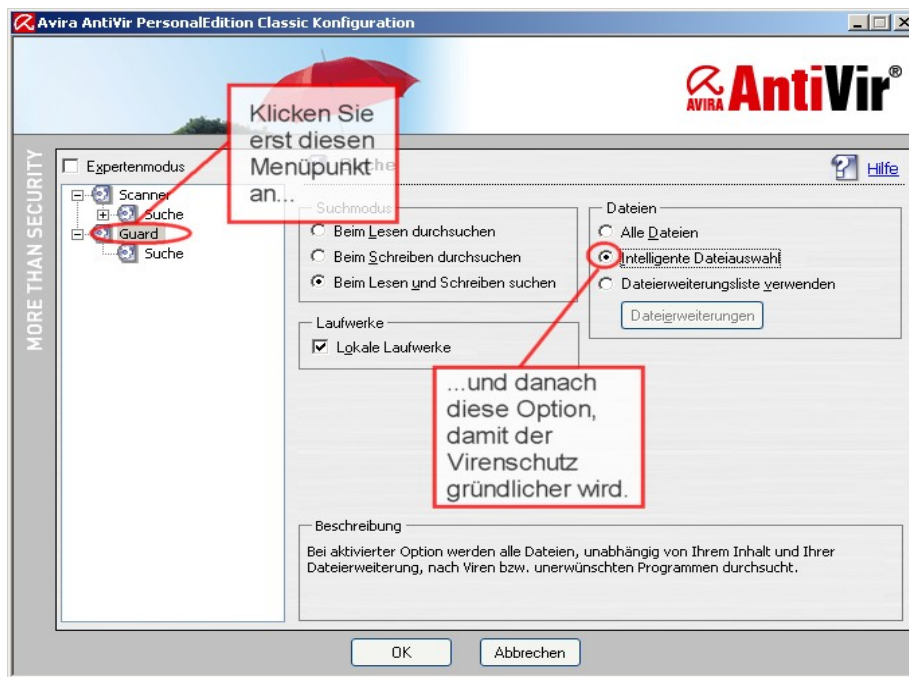 Avira AntiVir PersonalEdition Classic Konfiguration
AVIRA AntiVir®
MORE THAN SECURITY
Expertenmodus
Scanner
Suche
Guard
Suche
Klicken Sie
erst diesen
Menüpunkt
an...
Hilfe
Suchmodus
Beim Lesen durchsuchen
Beim Schreiben durchsuchen
Beim Lesen und Schreiben suchen
Laufwerke
Lokale Laufwerke
Dateien
Alle Dateien
Intelligente Dateiauswahl
Dateierweiterungsliste verwenden
Dateierweiterungen
...und danach
diese Option,
damit der
Virenschutz
gründlicher wird.
Beschreibung
Bei aktivierter Option werden alle Dateien, unabhängig von Ihrem Inhalt und Ihrer
Dateierweiterung, nach Viren bzw. unerwünschten Programmen durchsucht.
OK
Abbrechen